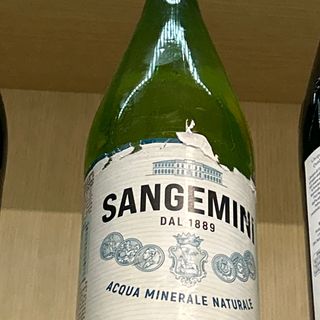 SANGEMINI
DAL 1889
ACQUA MINERALE NATURALE